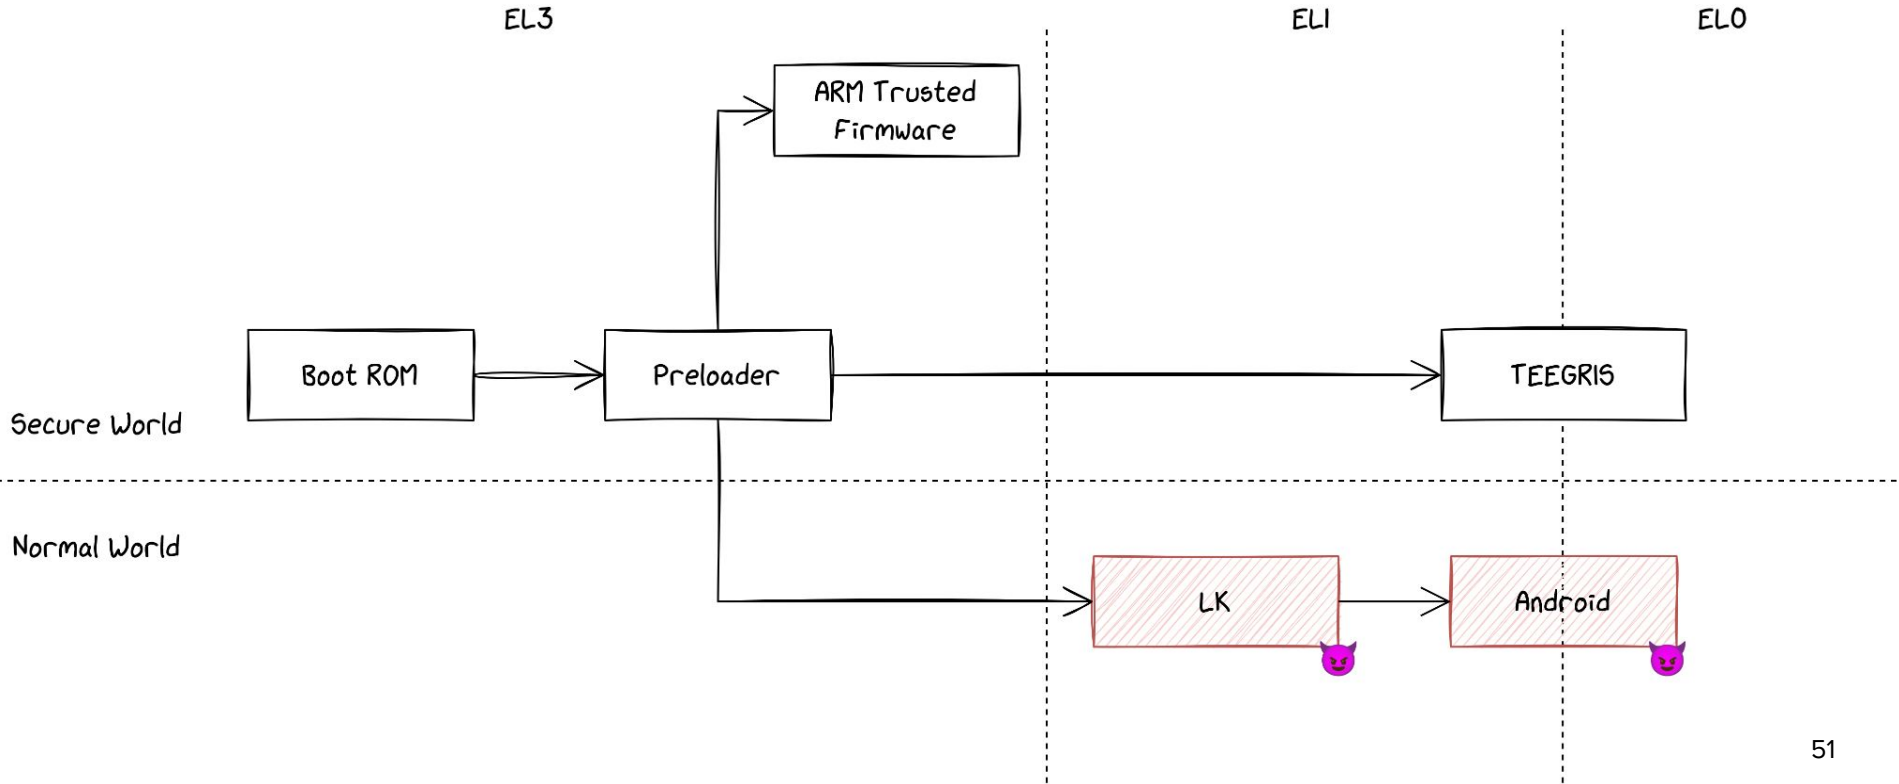 EL3
EL1
EL0
ARM Trusted
Firmware
Boot ROM
Preloader
TEEGRIS
Secure World
Normal World
LK
Android
51